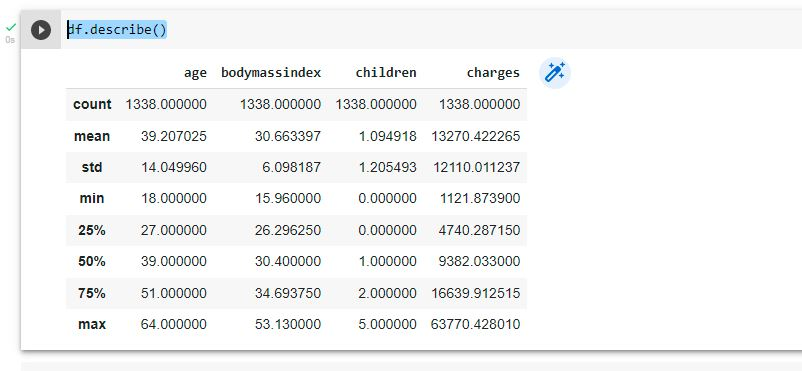 df.describe()
0s
age bodymassindex children charges
count 1338.000000 1338.000000 1338.000000 1338.000000
mean 39.207025 30.663397 1.094918 13270.422265
std 14.049960 6.098187 1.205493 12110.011237
min 18.000000 15.960000 0.000000 1121.873900
25% 27.000000 26.296250 0.000000 4740.287150
50% 39.000000 30.400000 1.000000 9382.033000
75% 51.000000 34.693750 2.000000 16639.912515
max 64.000000 53.130000 5.000000 63770.428010